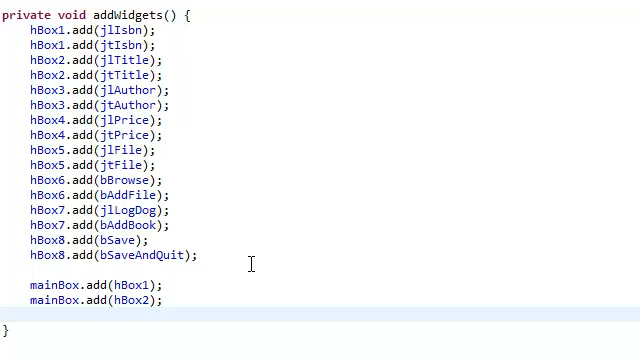 private void addWidgets() {
hBox1.add(jlIsbn);
hBox1.add(jtIsbn);
hBox2.add(jlTitle);
hBox2.add(jtTitle);
hBox3.add(jlAuthor);
hBox3.add(jtAuthor);
hBox4.add(jlPrice);
hBox4.add(jtPrice);
hBox5.add(jlFile);
hBox5.add(jtFile);
hBox6.add(bBrowse);
hBox6.add(bAddFile);
hBox7.add(jlLogDog);
hBox7.add(bAddBook);
hBox8.add(bSave);
hBox8.add(bSaveAndQuit);
mainBox.add(hBox1);
mainBox.add(hBox2);
}